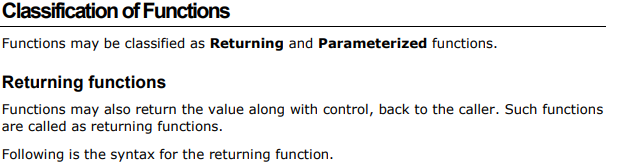 Classification of Functions
Functions may be classified as Returning and Parameterized functions.
Returning functions
Functions may also return the value along with control, back to the caller. Such functions
are called as returning functions.
Following is the syntax for the returning function.